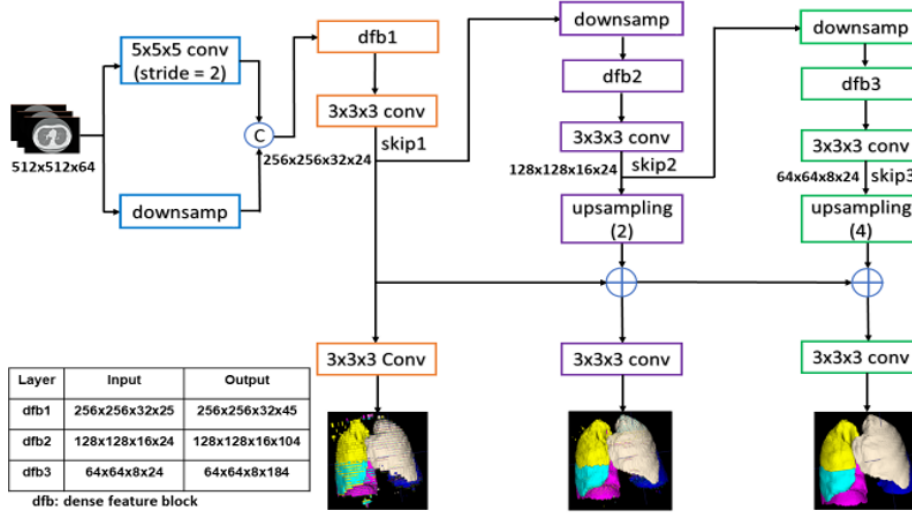 5x5x5 conv
(stride = 2)
512x512x64
downsamp
C
256x256x32x24
dfb1
3x3x3 conv
skip1
3x3x3 Conv
downsamp
dfb2
3x3x3 conv
128x128x16x24
skip2
upsampling
(2)
3x3x3 conv
downsamp
dfb3
3x3x3 conv
64x64x8x24
skip3
upsampling
(4)
3x3x3 conv
Layer Input Output
dfb1 256x256x32x25 256x256x32x45
dfb2 128x128x16x24 128x128x16x104
dfb3 64x64x8x24 64x64x8x184
dfb: dense feature block